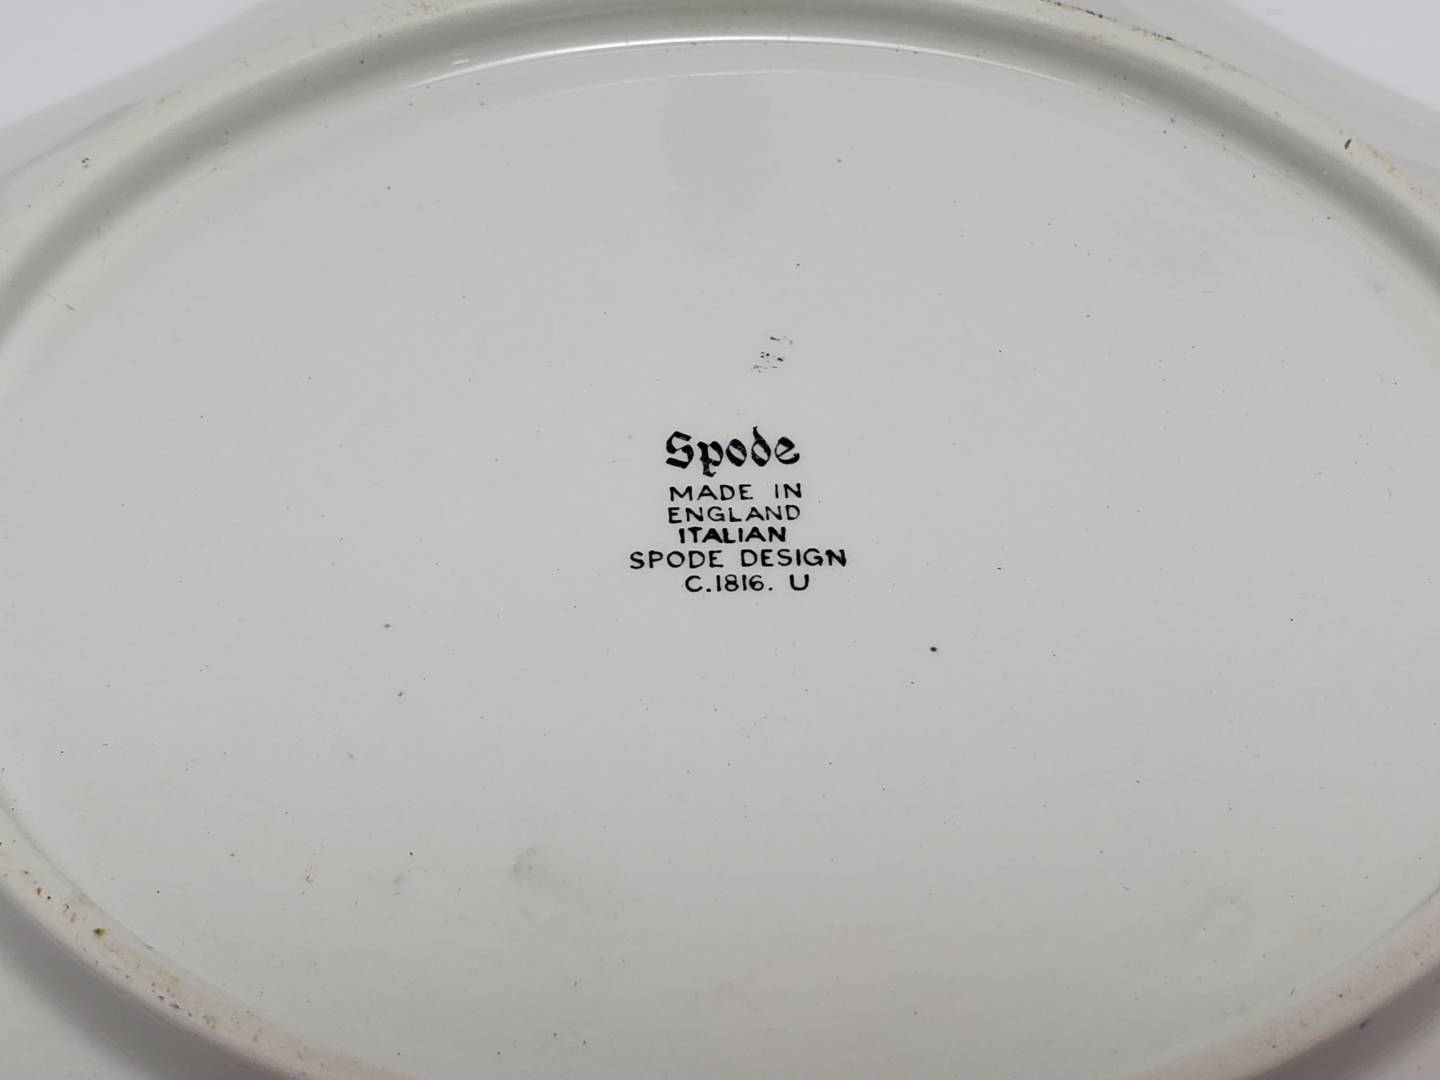 Spode
MADE IN
ENGLAND
ITALIAN
SPODE DESIGN
C.1816. U